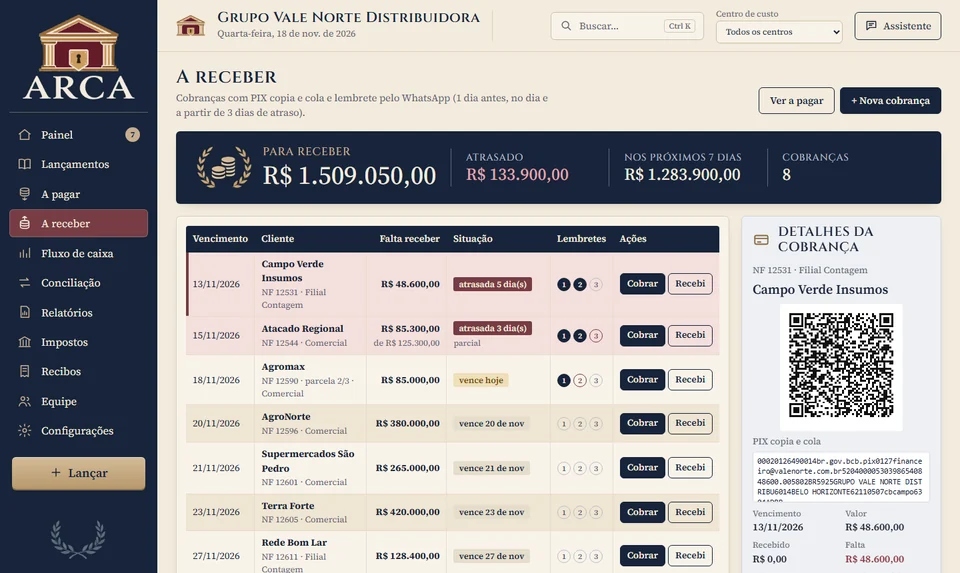 ARCA
Painel 7
Lançamentos
A pagar
A receber
Fluxo de caixa
Conciliação
Relatórios
Impostos
Recibos
Equipe
Configurações
+ Lançar
Grupo Vale Norte Distribuidora
Quarta-feira, 18 de nov. de 2026
Buscar... Ctrl K
Centro de custo
Todos os centros
Assistente
A receber
Cobranças com PIX copia e cola e lembrete pelo WhatsApp (1 dia antes, no dia e
a partir de 3 dias de atraso).
Ver a pagar
+ Nova cobrança
PARA RECEBER
R$ 1.509.050,00
ATRASADO
R$ 133.900,00
NOS PRÓXIMOS 7 DIAS
R$ 1.283.900,00
COBRANÇAS
8
Vencimento Cliente Falta receber Situação Lembretes Ações
13/11/2026 Campo Verde
Insumos
NF 12531 · Filial
Contagem
R$ 48.600,00 atrasada 5 dia(s) 1 2 3 Cobrar Recebi
15/11/2026 Atacado Regional
NF 12544 · Comercial
R$ 85.300,00
de R$ 125.300,00
atrasada 3 dia(s)
parcial
1 2 3 Cobrar Recebi
18/11/2026 Agromax
NF 12590 · parcela 2/3 ·
Comercial
R$ 85.000,00 vence hoje 1 2 3 Cobrar Recebi
20/11/2026 AgroNorte
NF 12596 · Comercial
R$ 380.000,00 vence 20 de nov 1 2 3 Cobrar Recebi
21/11/2026 Supermercados São
Pedro
NF 12601 · Comercial
R$ 265.000,00 vence 21 de nov 1 2 3 Cobrar Recebi
23/11/2026 Terra Forte
NF 12605 · Comercial
R$ 420.000,00 vence 23 de nov 1 2 3 Cobrar Recebi
27/11/2026 Rede Bom Lar
NF 12611 · Filial
Contagem
R$ 128.400,00 vence 27 de nov 1 2 3 Cobrar Recebi
DETALHES DA
COBRANÇA
NF 12531 · Filial Contagem
Campo Verde Insumos
PIX copia e cola
00020126490014br.gov.bcb.pix0127finance
iro@valenorte.com.br5204000053039865408
48600.005802BR5925GRUPO VALE NORTE DIST
RIBU6014BELO HORIZONTE62110507cbcampo63
Vencimento
13/11/2026
Valor
R$ 48.600,00
Recebido
R$ 0,00
Falta
R$ 48.600,00